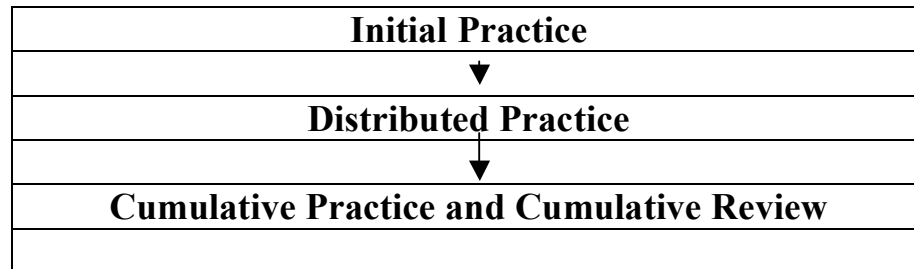 Initial Practice
Distributed Practice
Cumulative Practice and Cumulative Review